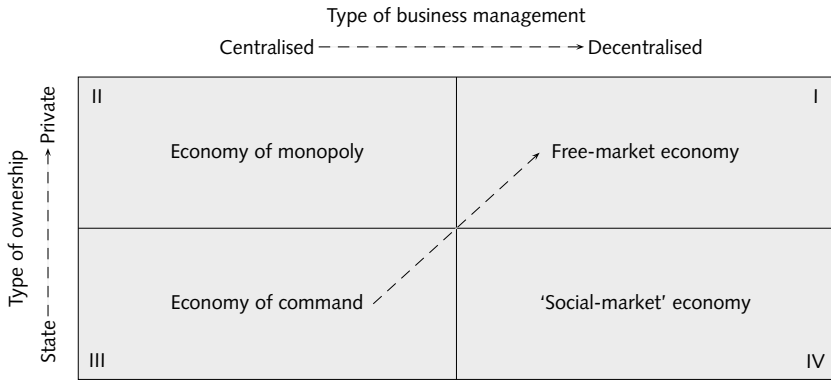 Type of business management
Centralised Decentralised
II I
Economy of monopoly Free-market economy
Type of ownership
State Private
Economy of command ‘Social-market’ economy
III IV